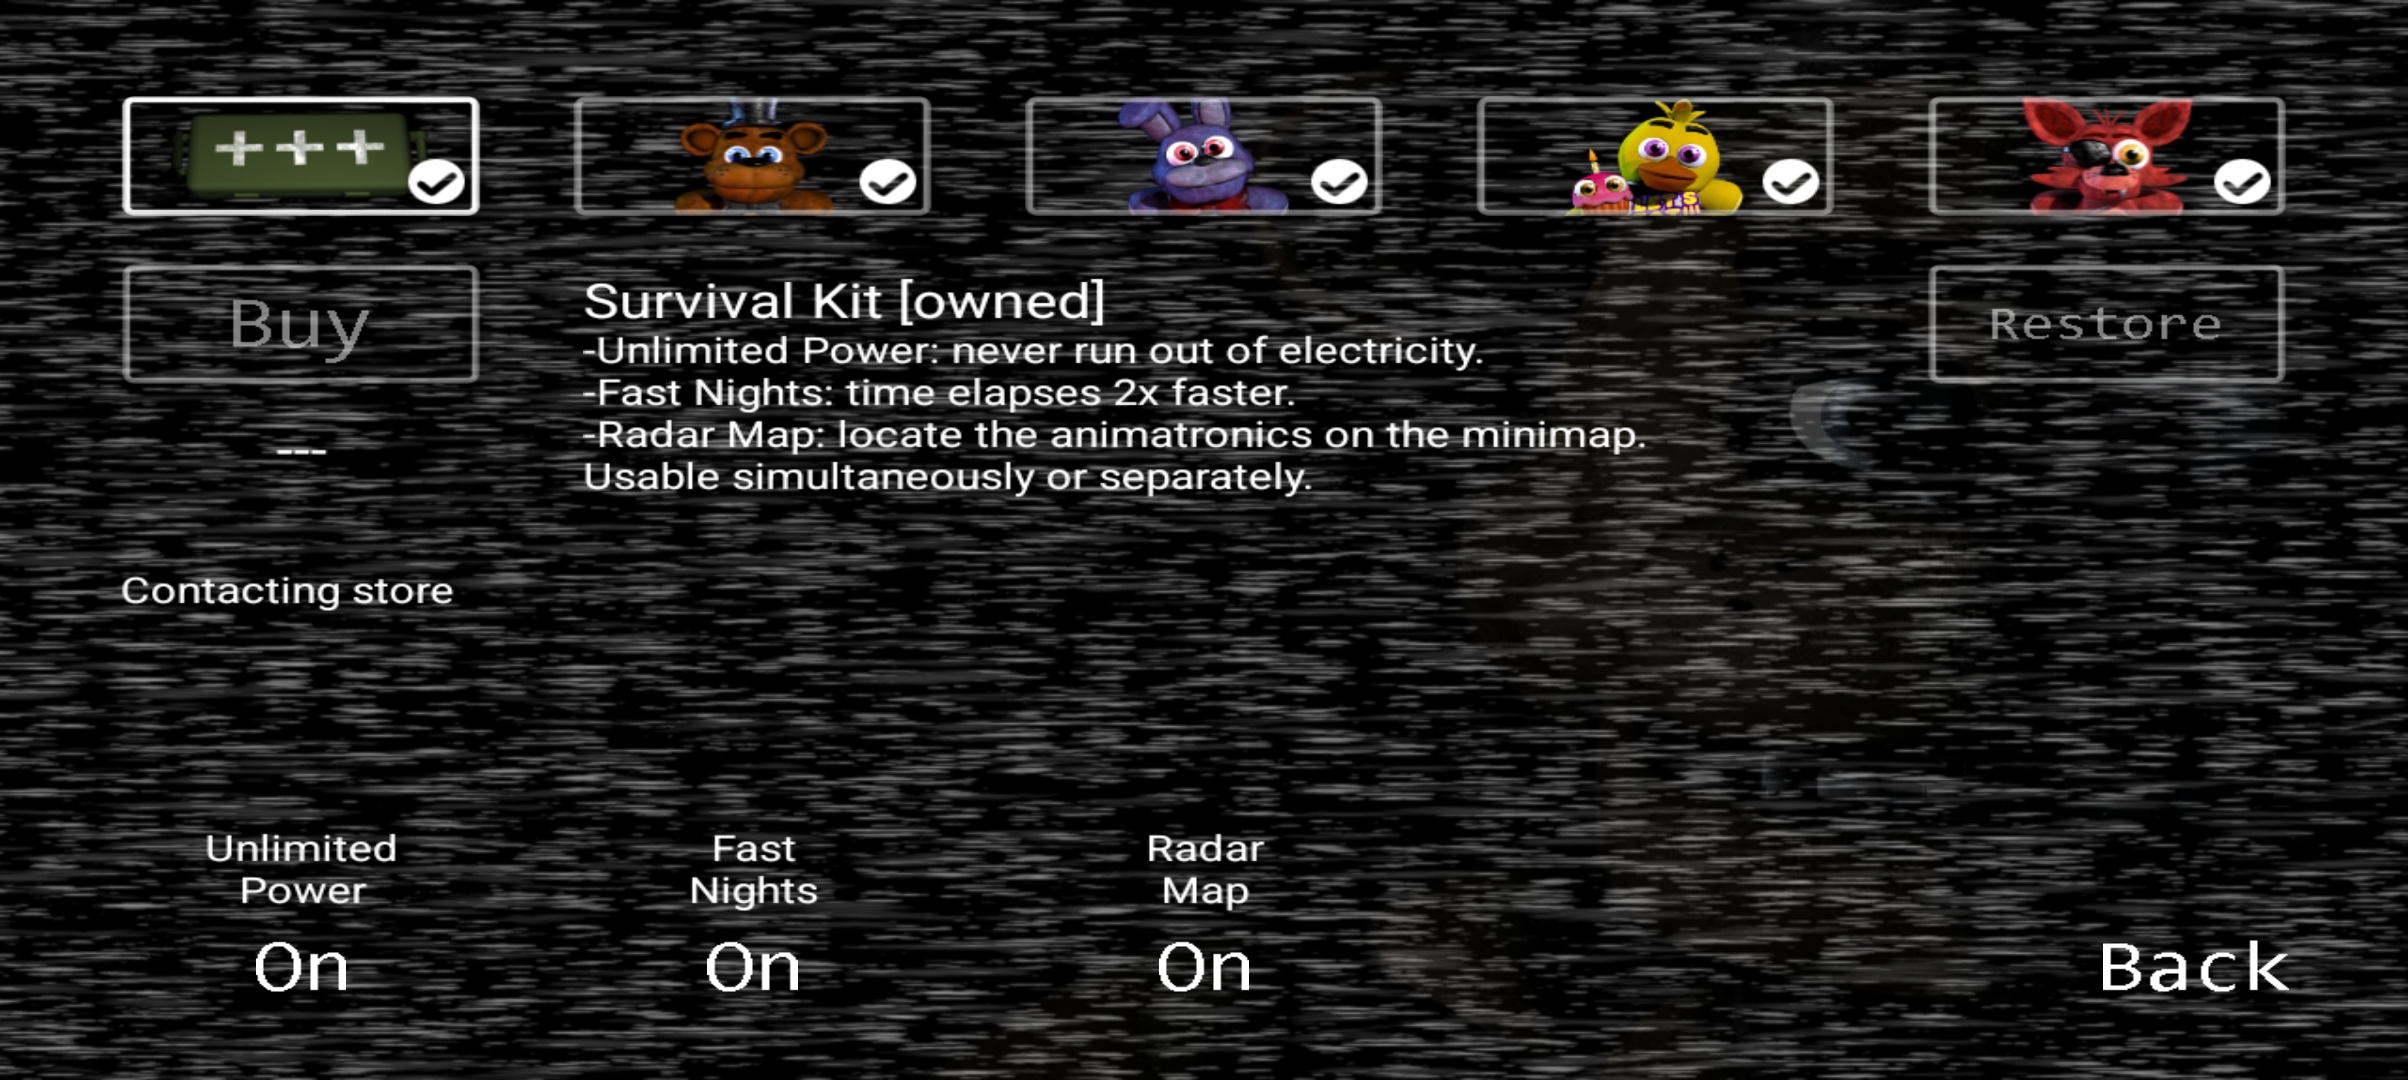 Buy
Survival Kit [owned]
-Unlimited Power: never run out of electricity.
-Fast Nights: time elapses 2x faster.
-Radar Map: locate the animatronics on the minimap.
Usable simultaneously or separately.
Restore
---
Contacting store
Unlimited
Power
On
Fast
Nights
On
Radar
Map
On
Back